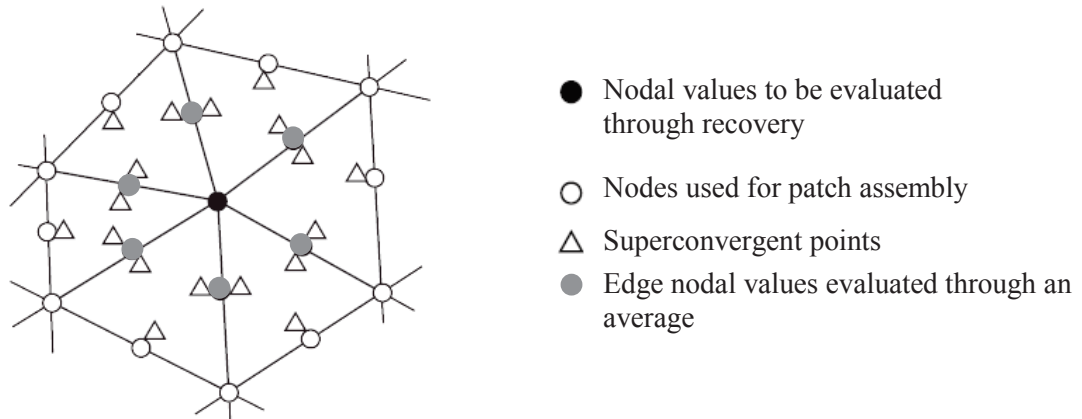 Nodal values to be evaluated
through recovery
Nodes used for patch assembly
Superconvergent points
Edge nodal values evaluated through an
average